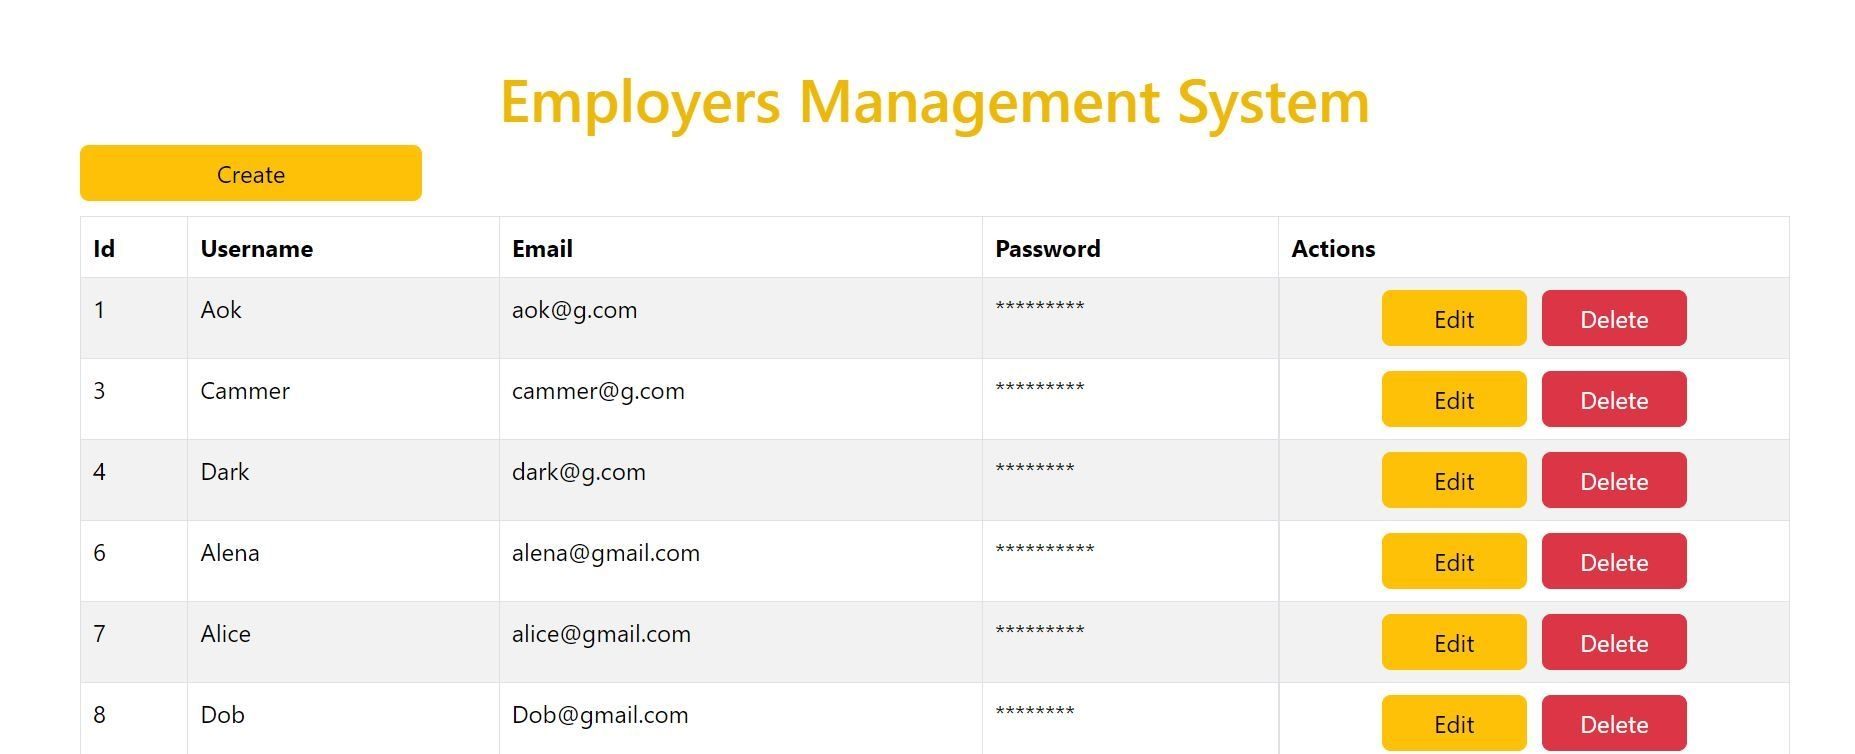 Employers Management System
Create
Id Username Email Password Actions
1 Aok aok@g.com ********* Edit Delete
3 Cammer cammer@g.com ********* Edit Delete
4 Dark dark@g.com ******** Edit Delete
6 Alena alena@gmail.com ********** Edit Delete
7 Alice alice@gmail.com ********* Edit Delete
8 Dob Dob@gmail.com ******** Edit Delete